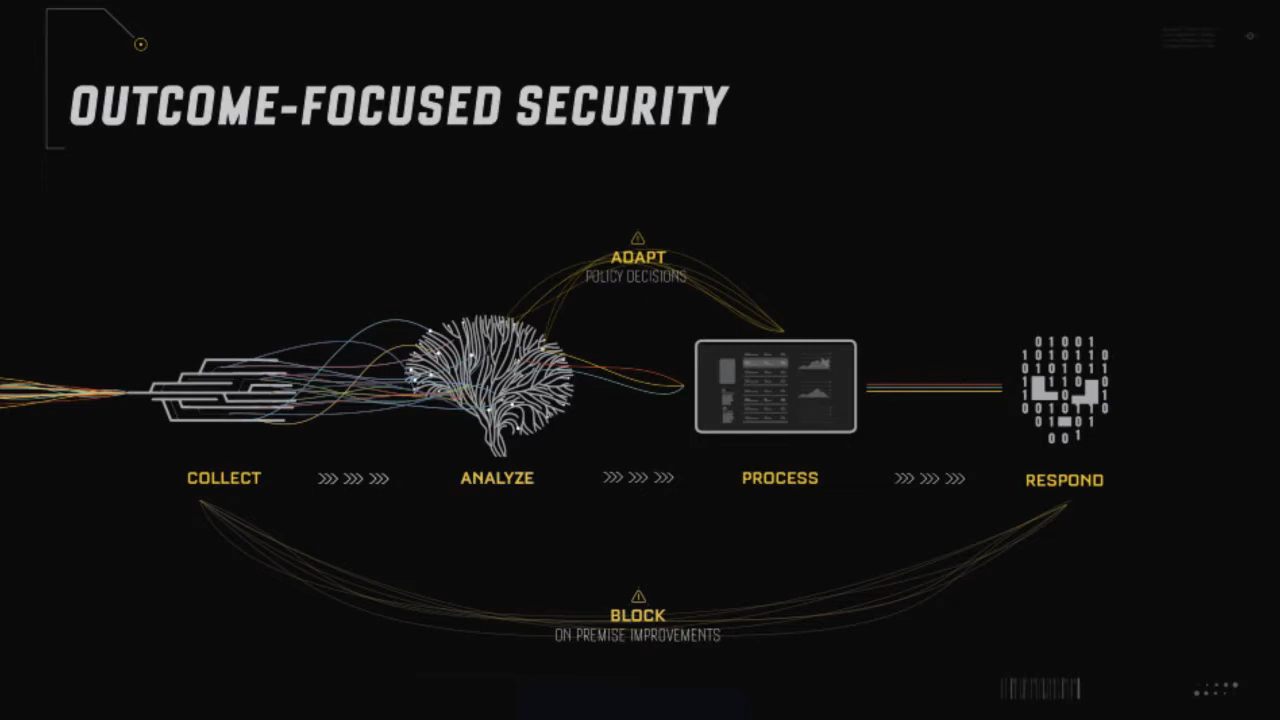 OUTCOME-FOCUSED SECURITY
ADAPT
POLICY DECISIONS
COLLECT
ANALYZE
PROCESS
RESPOND
BLOCK
ON PREMISE IMPROVEMENTS